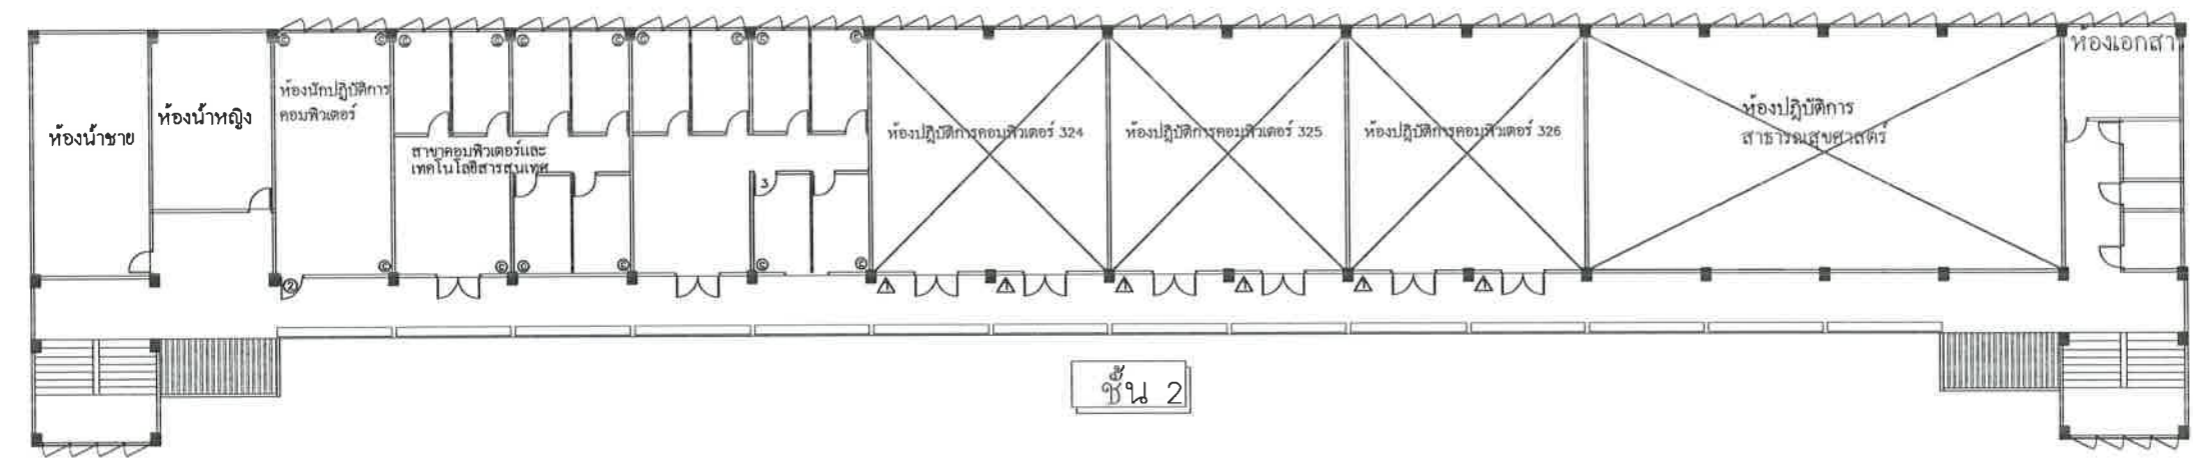 ห้องเอกสา
ห้องน้ำชาย
ห้องน้ำหญิง
ห้องนักปฏิบัติการ
คอมพิวเตอร์
สาขาคอมพิวเตอร์และ
เทคโนโลยีสารสนเทศ
3
ห้องปฏิบัติการคอมพิวเตอร์ 324
ห้องปฏิบัติการคอมพิวเตอร์ 325
ห้องปฏิบัติการคอมพิวเตอร์ 326
ห้องปฏิบัติการ
สาธารณสุขศาสตร์
2
ชั้น 2